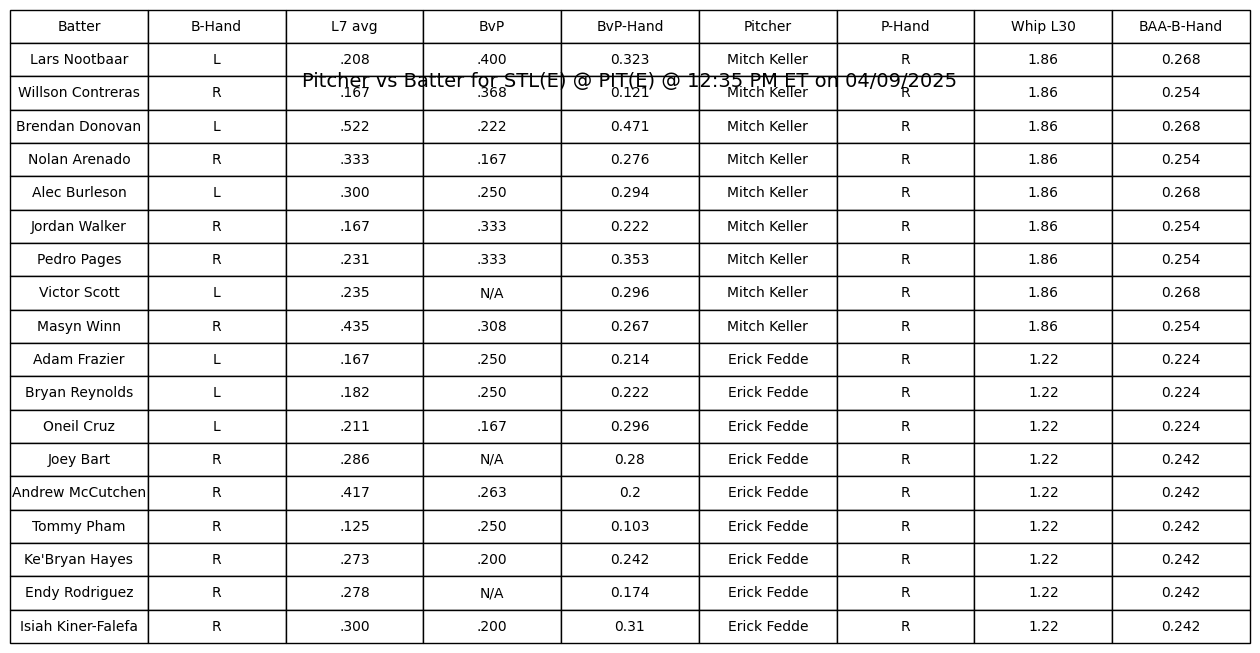 Batter B-Hand L7 avg BvP BvP-Hand Pitcher P-Hand Whip L30 BAA-B-Hand
Lars Nootbaar L .208 .400 0.323 Mitch Keller R 1.86 0.268
Pitcher vs Batter for STL(E) @ PIT(E) @ 12:35 PM ET on 04/09/2025
Willson Contreras R .167 .368 0.121 Mitch Keller R 1.86 0.254
Brendan Donovan L .522 .222 0.471 Mitch Keller R 1.86 0.268
Nolan Arenado R .333 .167 0.276 Mitch Keller R 1.86 0.254
Alec Burleson L .300 .250 0.294 Mitch Keller R 1.86 0.268
Jordan Walker R .167 .333 0.222 Mitch Keller R 1.86 0.254
Pedro Pages R .231 .333 0.353 Mitch Keller R 1.86 0.254
Victor Scott L .235 N/A 0.296 Mitch Keller R 1.86 0.268
Masyn Winn R .435 .308 0.267 Mitch Keller R 1.86 0.254
Adam Frazier L .167 .250 0.214 Erick Fedde R 1.22 0.224
Bryan Reynolds L .182 .250 0.222 Erick Fedde R 1.22 0.224
Oneil Cruz L .211 .167 0.296 Erick Fedde R 1.22 0.224
Joey Bart R .286 N/A 0.28 Erick Fedde R 1.22 0.242
Andrew McCutchen R .417 .263 0.2 Erick Fedde R 1.22 0.242
Tommy Pham R .125 .250 0.103 Erick Fedde R 1.22 0.242
Ke'Bryan Hayes R .273 .200 0.242 Erick Fedde R 1.22 0.242
Endy Rodriguez R .278 N/A 0.174 Erick Fedde R 1.22 0.242
Isiah Kiner-Falefa R .300 .200 0.31 Erick Fedde R 1.22 0.242